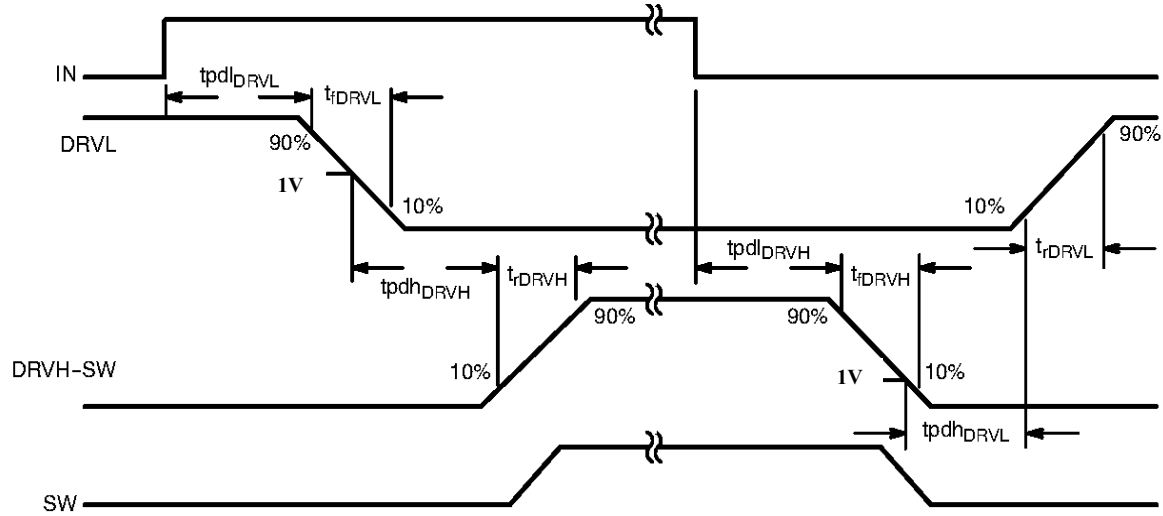 IN
tpdlDRVL
tfDRVL
DRVL
90%
90%
1V
10%
10%
tpdlDRVH
trDRVH
tfDRVH
trDRVL
tpdhDRVH
90%
90%
DRVH-SW
10%
1V
10%
tpdhDRVL
SW